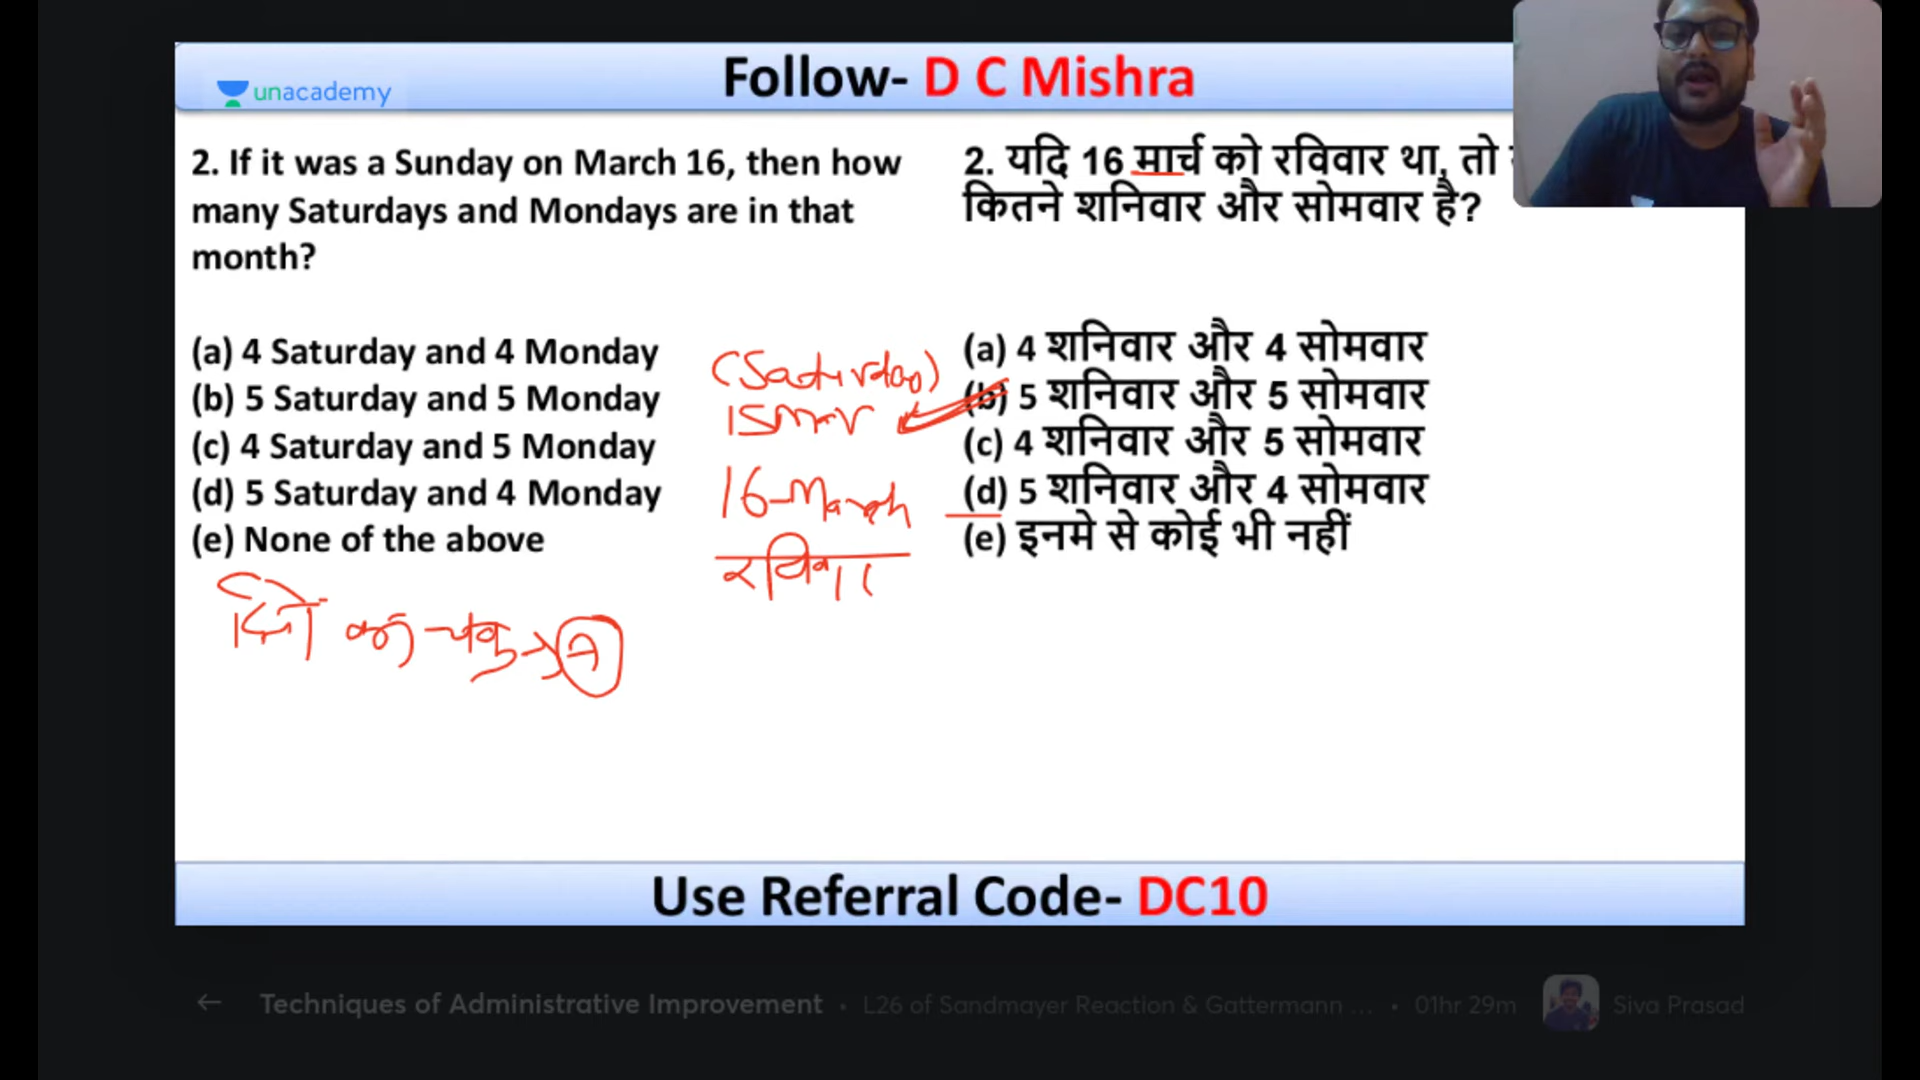 Follow- D C Mishra
unacademy
2. If it was a Sunday on March 16, then how
many Saturdays and Mondays are in that
month?
(a) 4 Saturday and 4 Monday
(b) 5 Saturday and 5 Monday
(c) 4 Saturday and 5 Monday
(d) 5 Saturday and 4 Monday
(e) None of the above
2. यदि 16 मार्च को रविवार था, तो
कितने शनिवार और सोमवार है?
(a) 4 शनिवार और 4 सोमवार
(b) 5 शनिवार और 5 सोमवार
(c) 4 शनिवार और 5 सोमवार
(d) 5 शनिवार और 4 सोमवार
(e) इनमे से कोई भी नहीं
(Saturday)
15 mar
16-March
Use Referral Code- DC10
← Techniques of Administrative Improvement • L26 of Sandmayer Reaction & Gattermann ... • 01hr 29m Siva Prasad